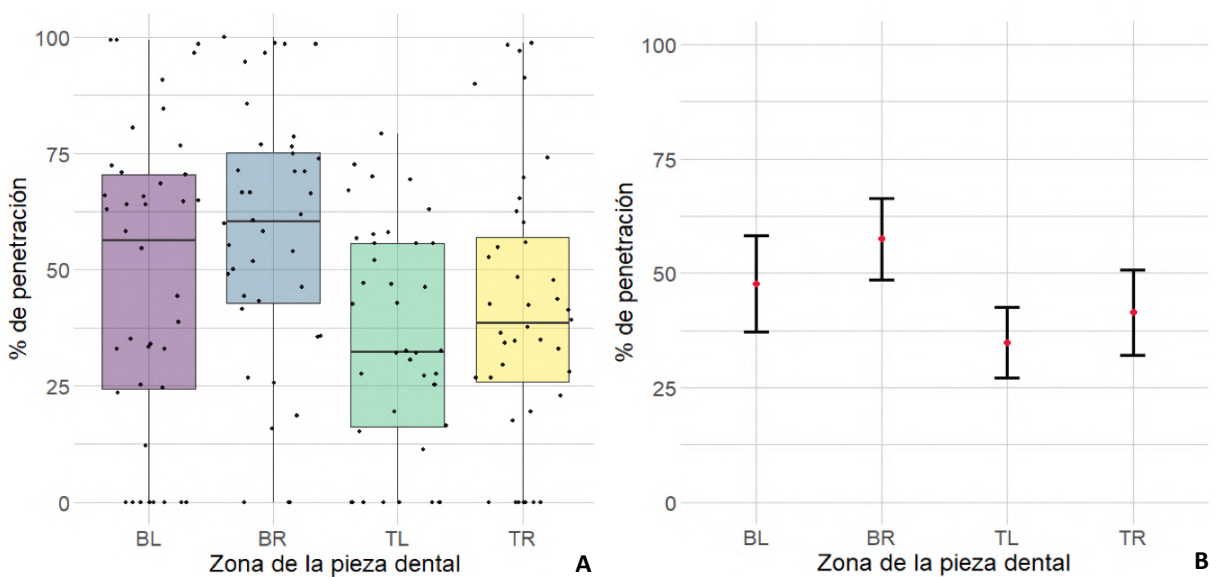 100
75
50
25
0
% de penetración
BL BR TL TR
Zona de la pieza dental
A
100
75
50
25
0
% de penetración
BL BR TL TR
Zona de la pieza dental
B